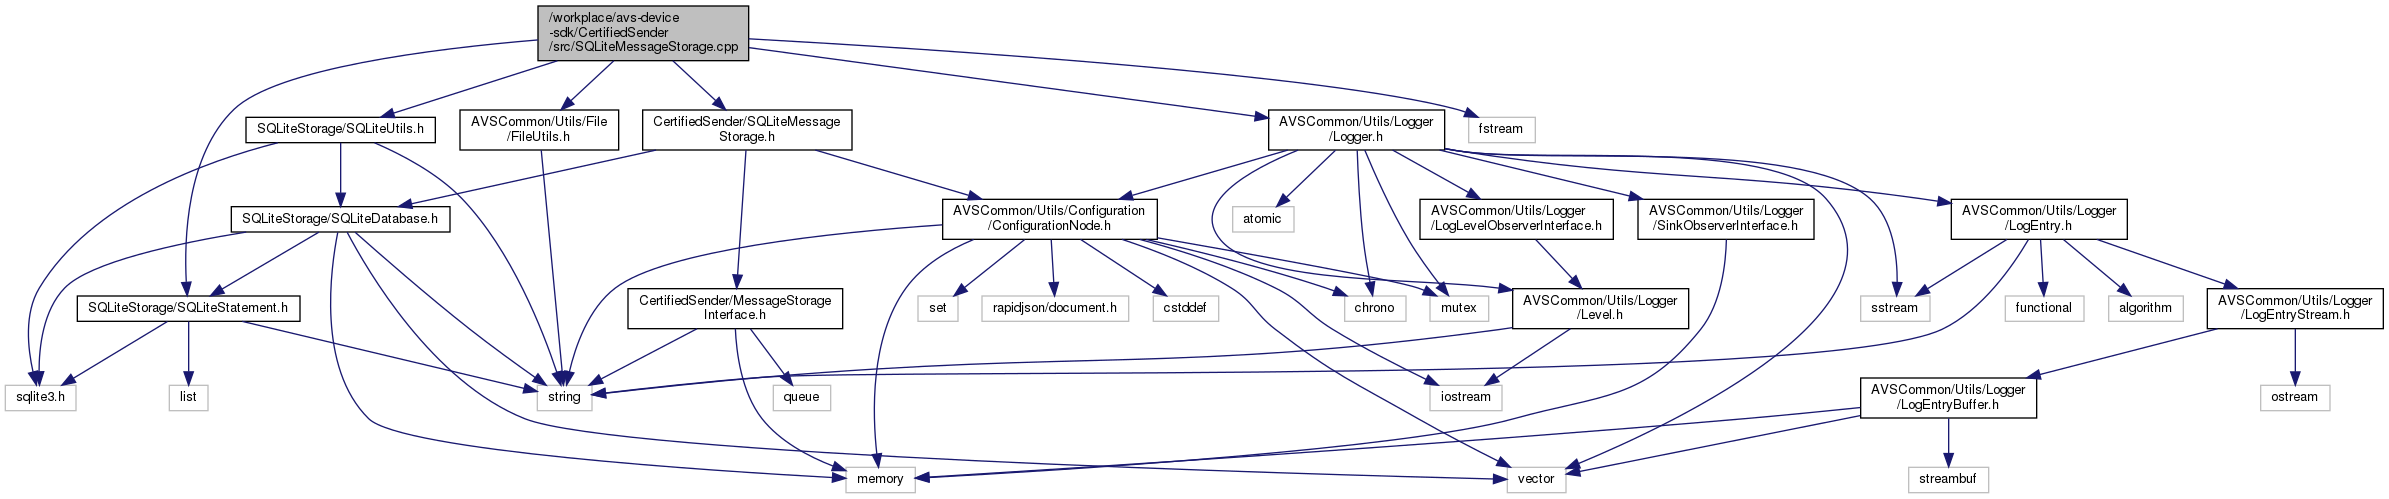 /workplace/avs-device
-sdk/CertifiedSender
/src/SQLiteMessageStorage.cpp
SQLiteStorage/SQLiteUtils.h
AVSCommon/Utils/File
/FileUtils.h
CertifiedSender/SQLiteMessage
Storage.h
AVSCommon/Utils/Logger
/Logger.h
fstream
SQLiteStorage/SQLiteDatabase.h
AVSCommon/Utils/Configuration
/ConfigurationNode.h
atomic
AVSCommon/Utils/Logger
/LogLevelObserverInterface.h
AVSCommon/Utils/Logger
/SinkObserverInterface.h
AVSCommon/Utils/Logger
/LogEntry.h
SQLiteStorage/SQLiteStatement.h
CertifiedSender/MessageStorage
Interface.h
set
rapidjson/document.h
cstddef
chrono
mutex
AVSCommon/Utils/Logger
/Level.h
sstream
functional
algorithm
AVSCommon/Utils/Logger
/LogEntryStream.h
sqlite3.h
list
string
queue
iostream
AVSCommon/Utils/Logger
/LogEntryBuffer.h
ostream
memory
vector
streambuf